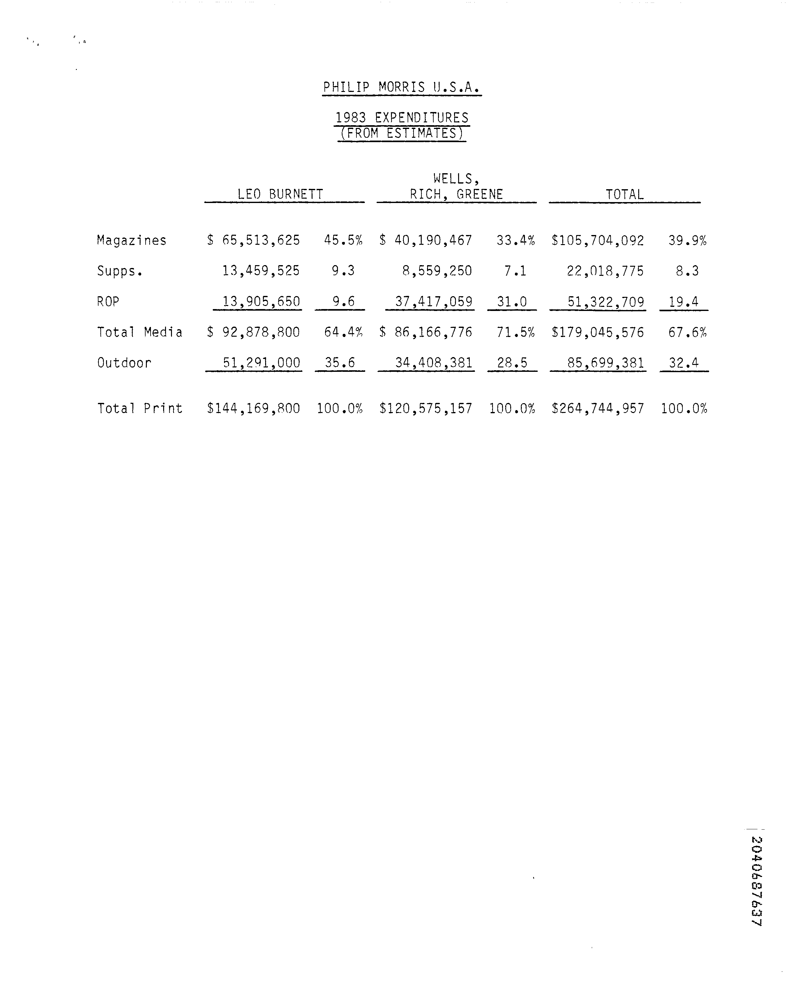 PHILIP MORRIS U.S.A.
1983 EXPENDITURES
(FROM ESTIMATES)
WELLS,
LEO BURNETT RICH, GREENE TOTAL
Magazines $ 65,513,625 45.5% $ 40,190,467 33.4% $105,704,092 39.9%
Supps. 13,459,525 9.3 8,559,250 7.1 22,018,775 8.3
ROP 13,905,650 9.6 37,417,059 31.0 51,322,709 19.4
Total Media $ 92,878,800 64.4% $ 86,166,776 71.5% $179,045,576 67.6%
Outdoor 51,291,000 35.6 34,408,381 28.5 85,699,381 32.4
Total Print $144,169,800 100.0% $120,575,157 100.0% $264,744,957 100.0%
2040687637